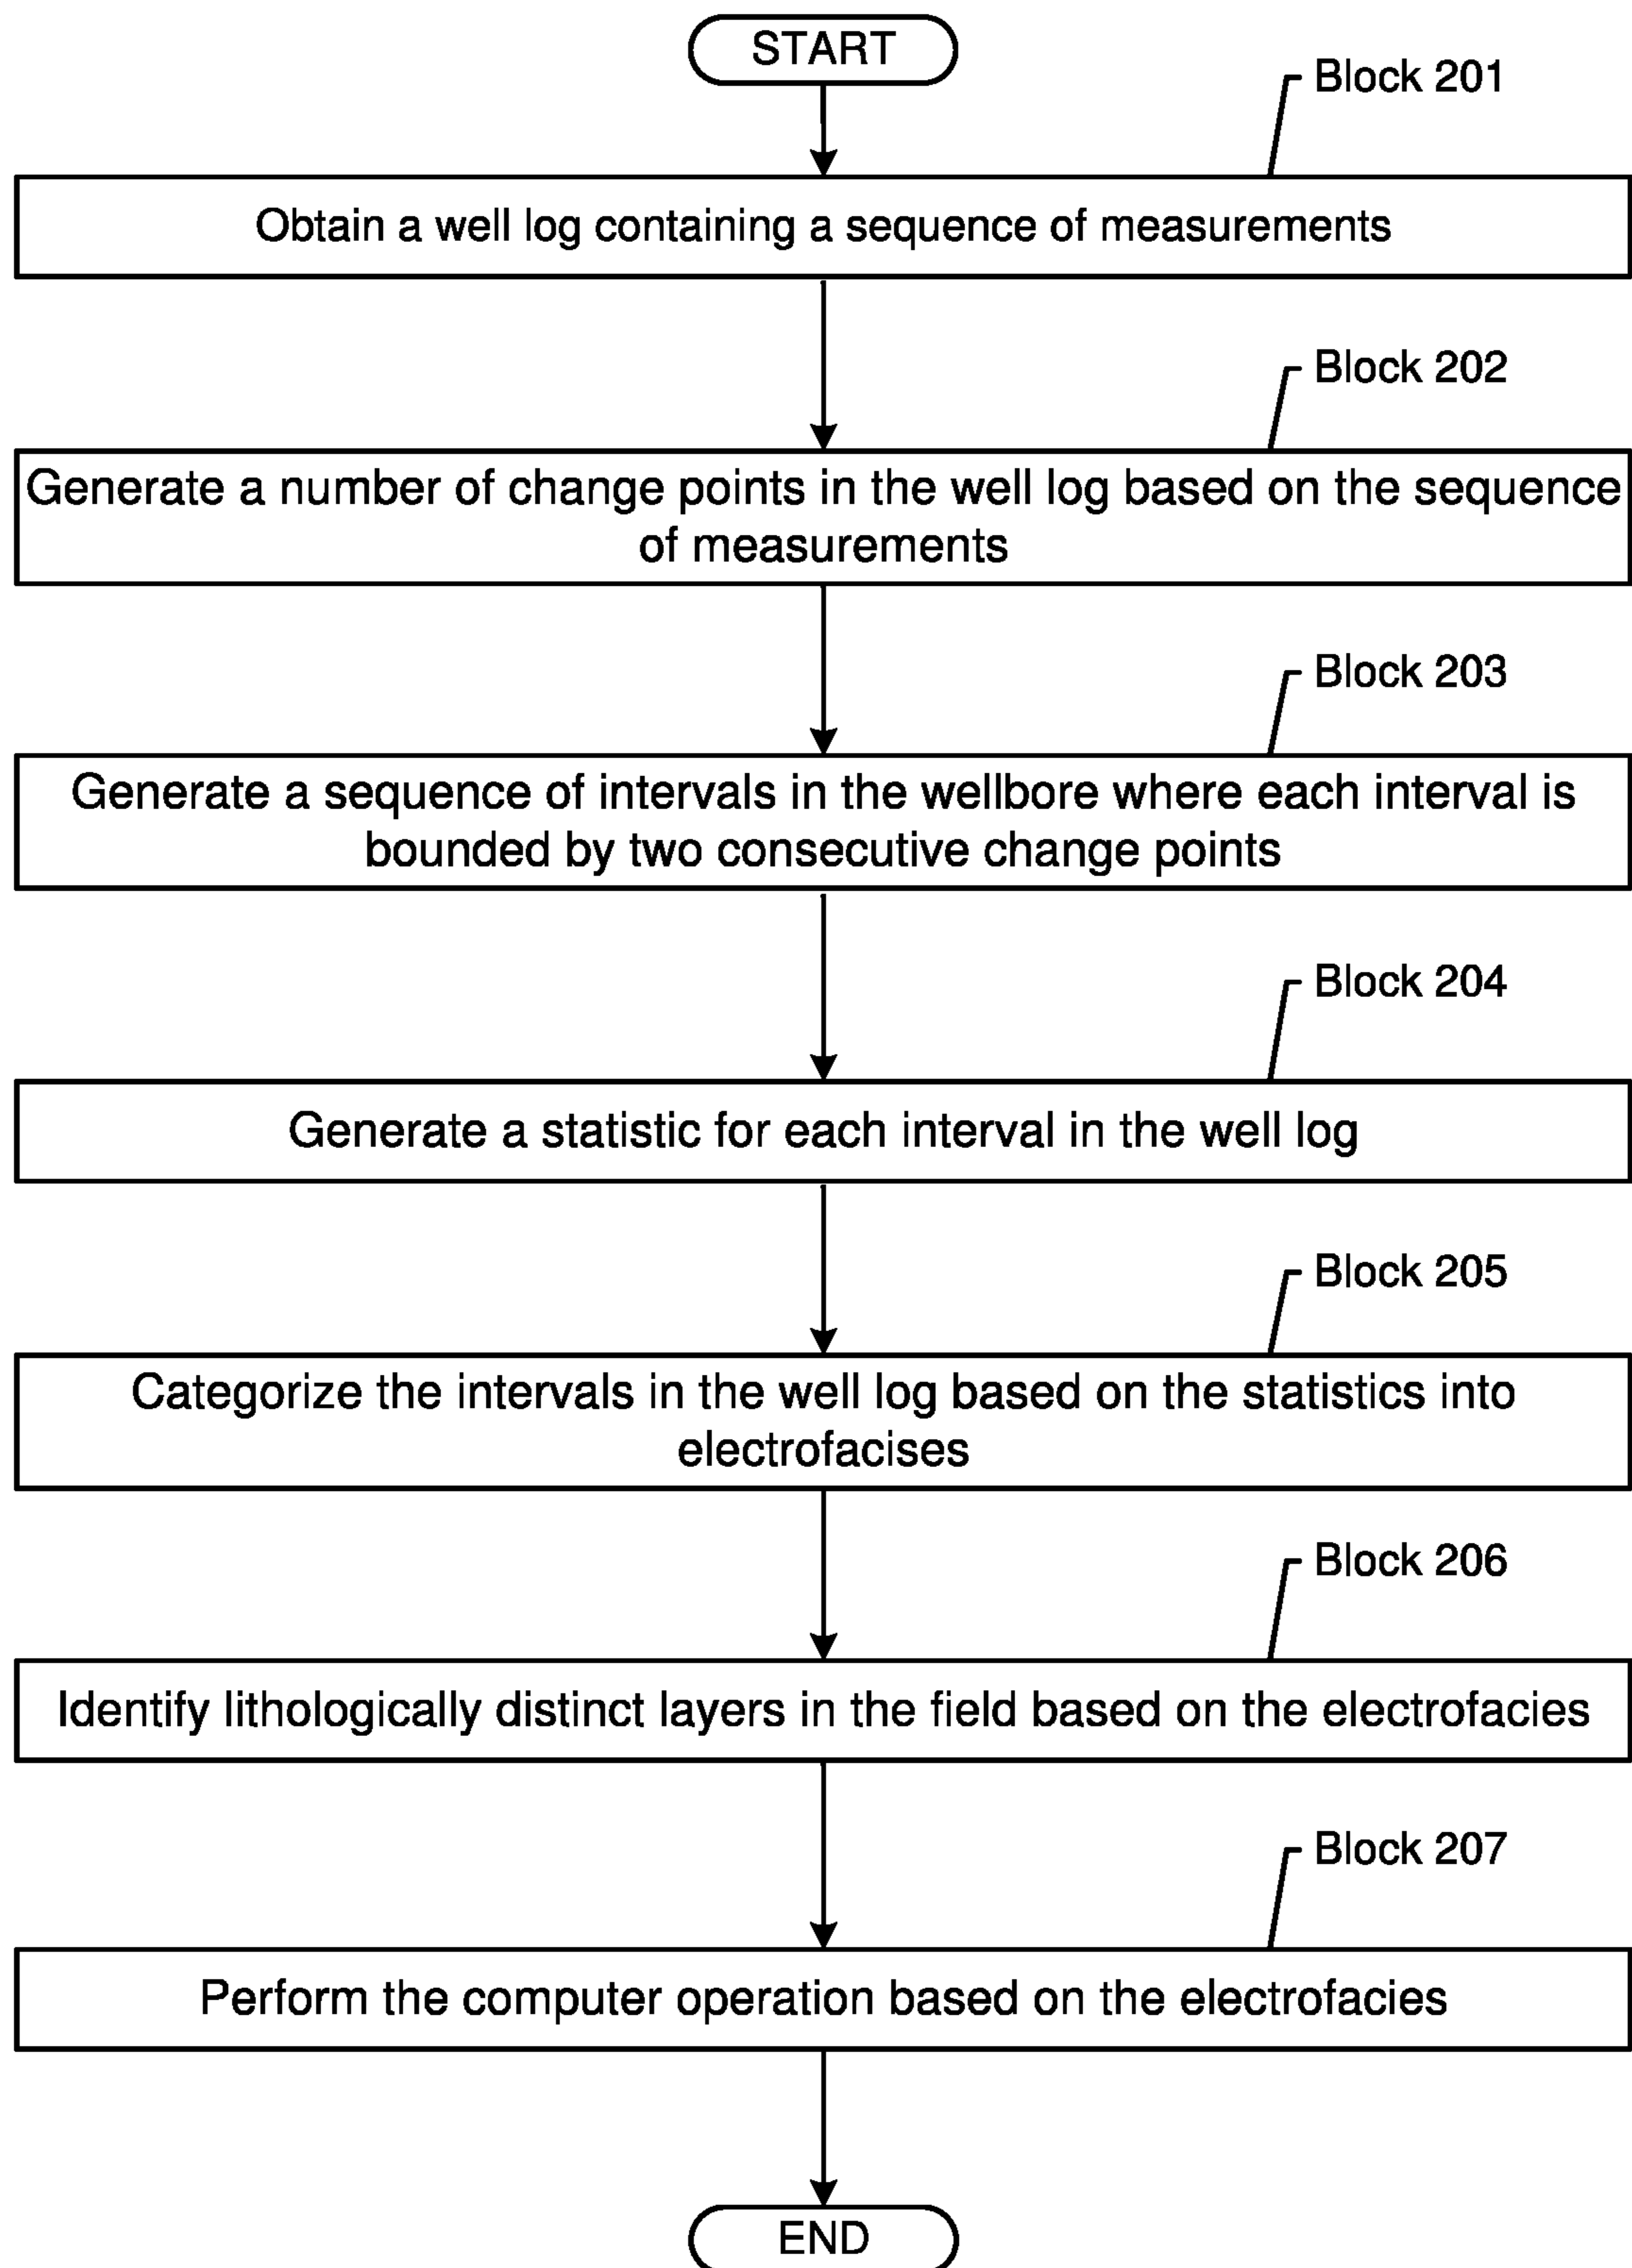 START
Block 201
Obtain a well log containing a sequence of measurements
Block 202
Generate a number of change points in the well log based on the sequence
of measurements
Block 203
Generate a sequence of intervals in the wellbore where each interval is
bounded by two consecutive change points
Block 204
Generate a statistic for each interval in the well log
Block 205
Categorize the intervals in the well log based on the statistics into
electrofacises
Block 206
Identify lithologically distinct layers in the field based on the electrofacies
Block 207
Perform the computer operation based on the electrofacies
END